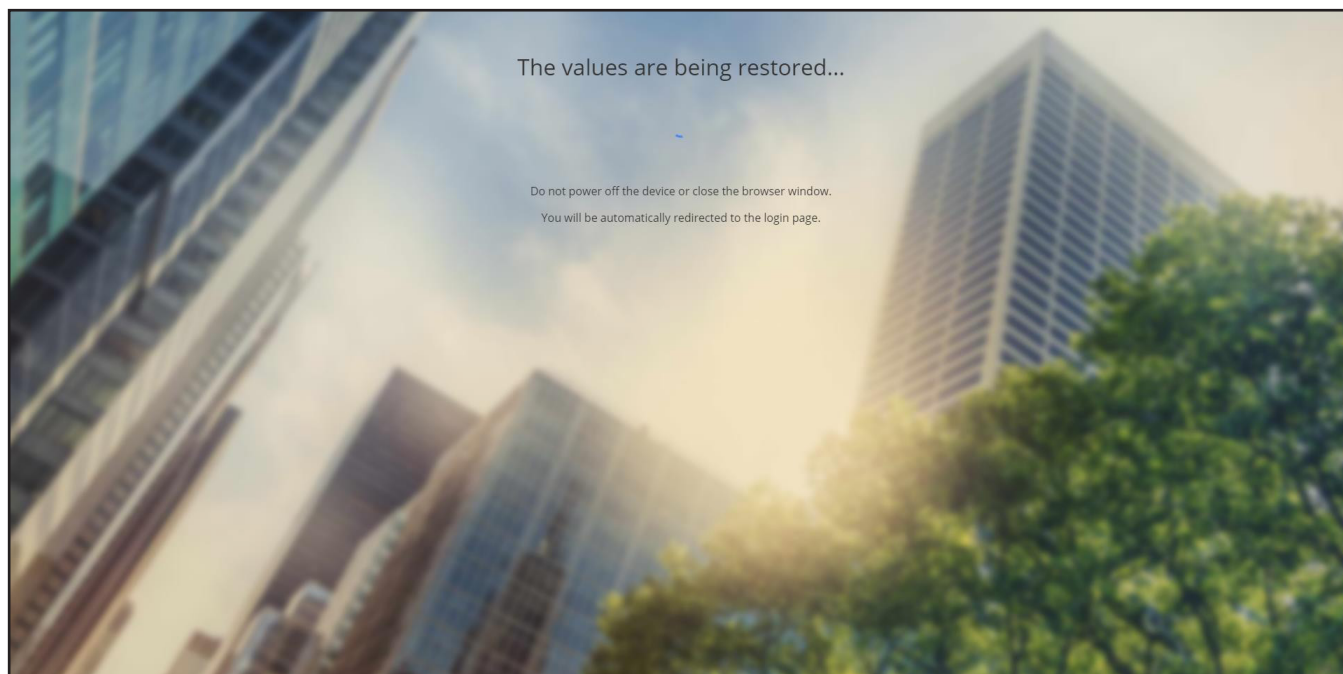 The values are being restored...
Do not power off the device or close the browser window.
You will be automatically redirected to the login page.